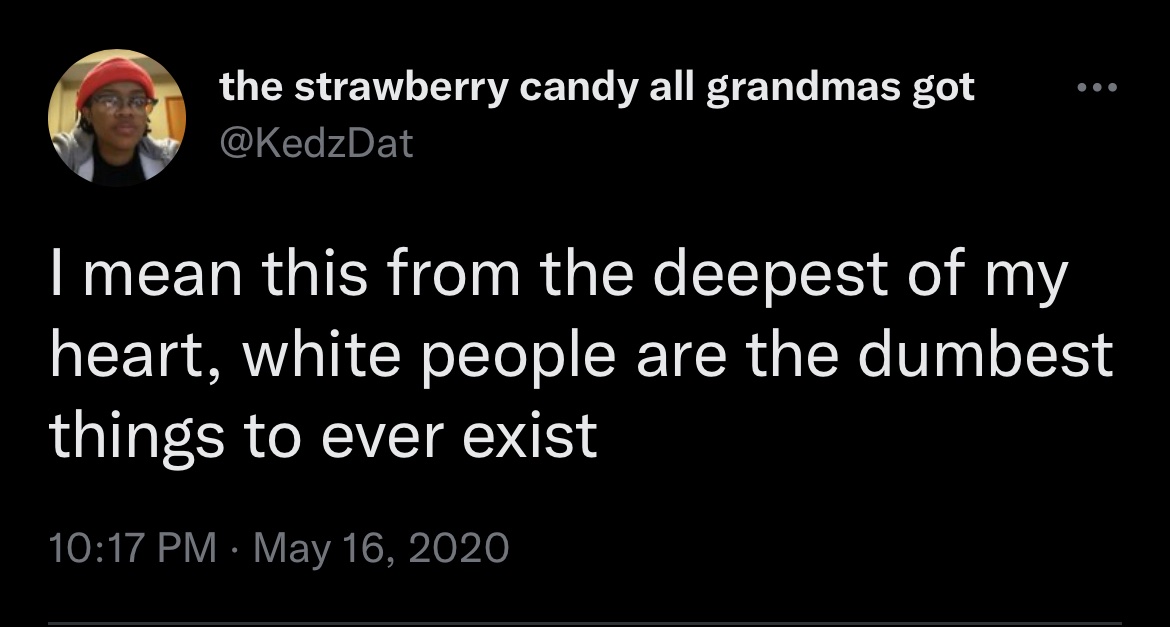 the strawberry candy all grandmas got
@KedzDat
I mean this from the deepest of my
heart, white people are the dumbest
things to ever exist
10:17 PM · May 16, 2020